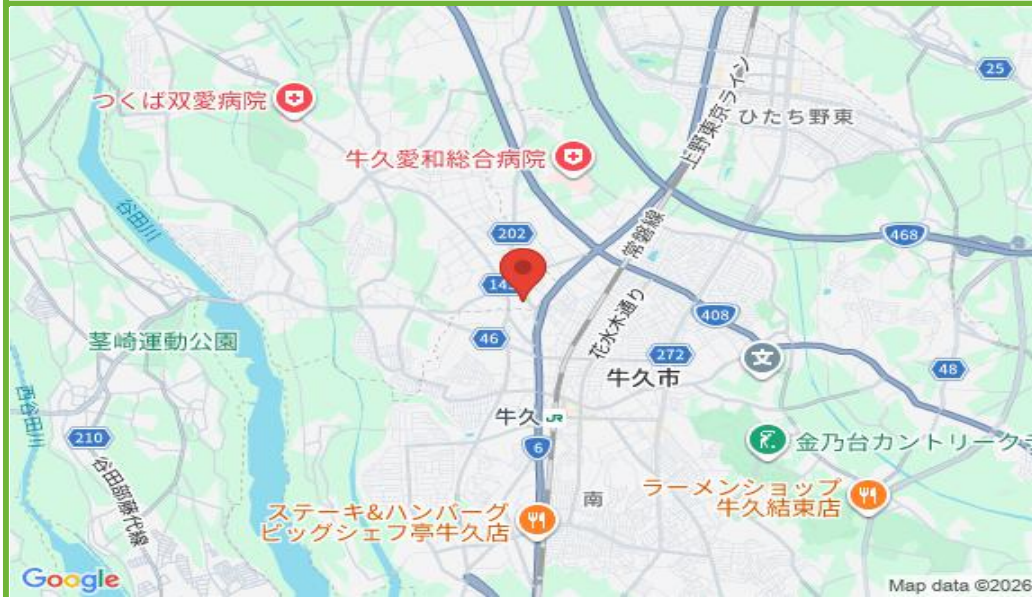 25
つくば双愛病院
上野東京ライン
ひたち野東
牛久愛和総合病院
谷田川
202
常磐線
468
花水木通り
408
茎崎運動公園
46
272
牛久市
48
西谷田川
210
牛久 JR
6
金乃台カントリーク
谷田部藤代線
ラーメンショップ
牛久結束店
南
ステーキ&ハンバーグ
ビッグシェフ亭牛久店
Google
Map data ©2026